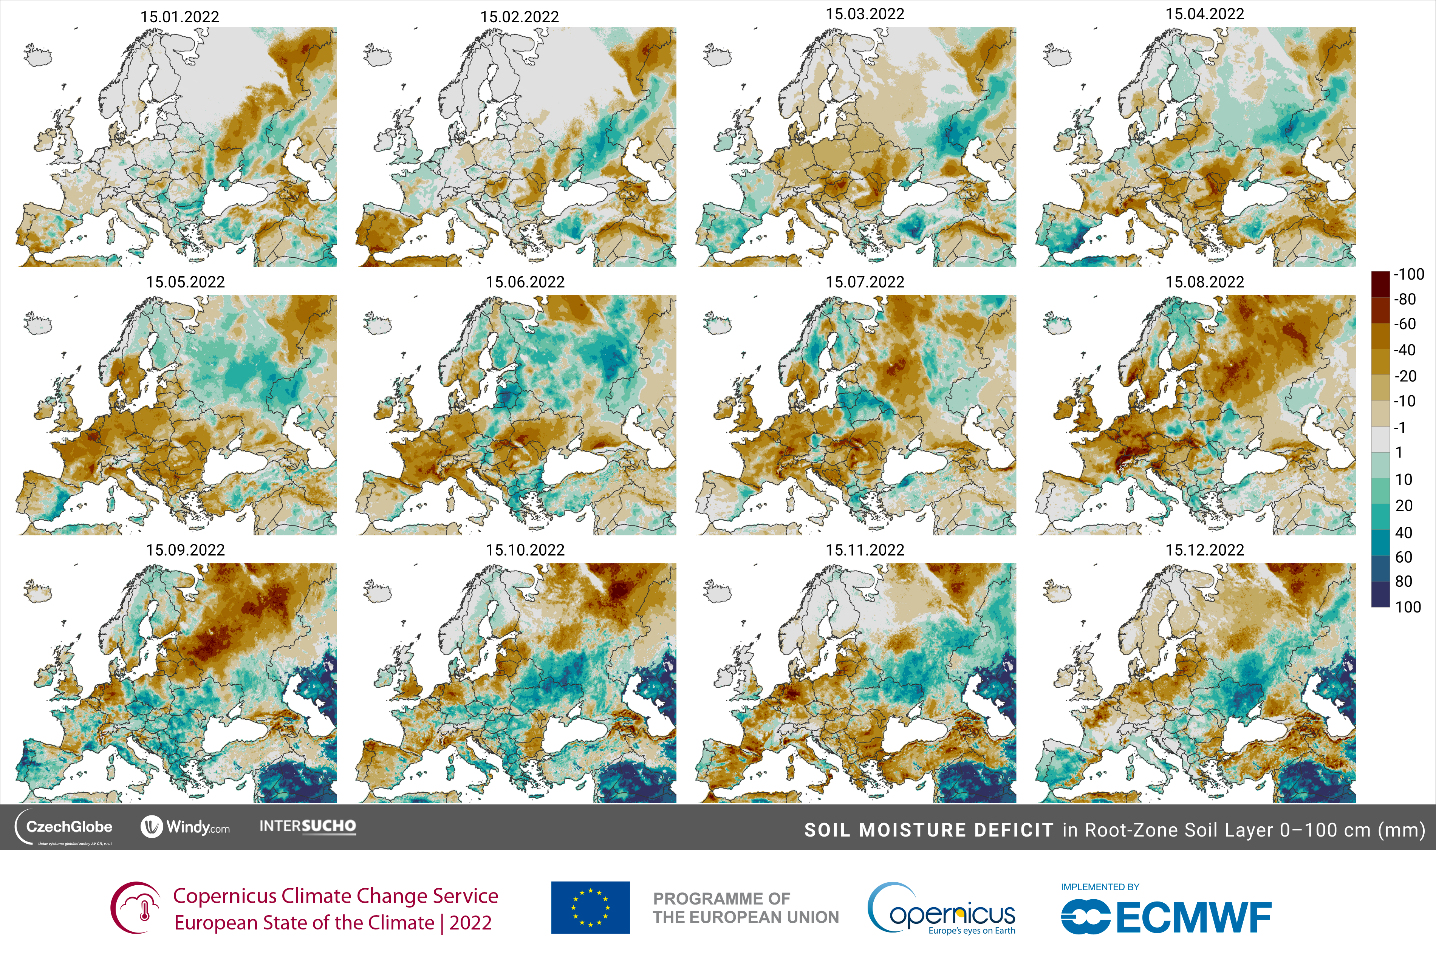 15.01.2022
15.02.2022
15.03.2022
15.04.2022
15.05.2022
15.06.2022
15.07.2022
15.08.2022
-100
-80
-60
-40
-20
-10
-1
1
10
20
40
60
80
100
15.09.2022
15.10.2022
15.11.2022
15.12.2022
CzechGlobe
Windy.com
INTERSUCHO
SOIL MOISTURE DEFICIT in Root-Zone Soil Layer 0–100 cm (mm)
Copernicus Climate Change Service
European State of the Climate | 2022
PROGRAMME OF
THE EUROPEAN UNION
opernicus
Europe's eyes on Earth
IMPLEMENTED BY
ECMWF